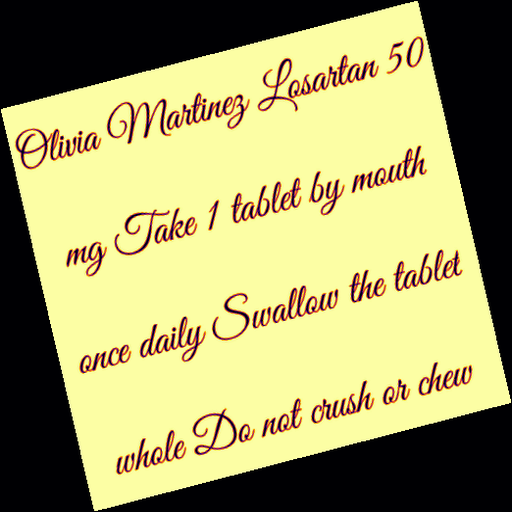 Olivia Martinez Losartan 50
mg Take 1 tablet by mouth
once daily Swallow the tablet
whole Do not crush or chew